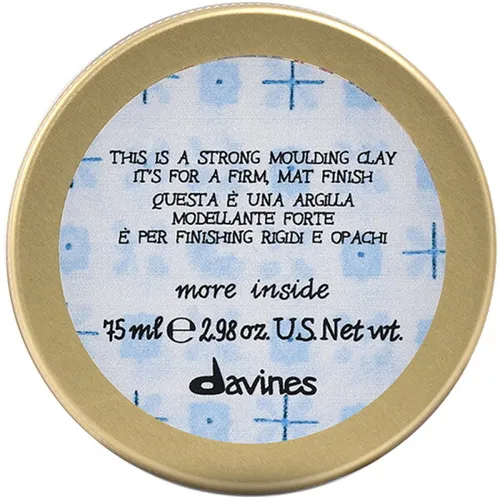 THIS IS A STRONG MOULDING CLAY
IT'S FOR A FIRM, MAT FINISH
QUESTA È UNA ARGILLA
MODELLANTE FORTE
È PER FINISHING RIGIDI E OPACHI
more inside
75 ml ℮ 2.98 oz. U.S. Net wt.
davines